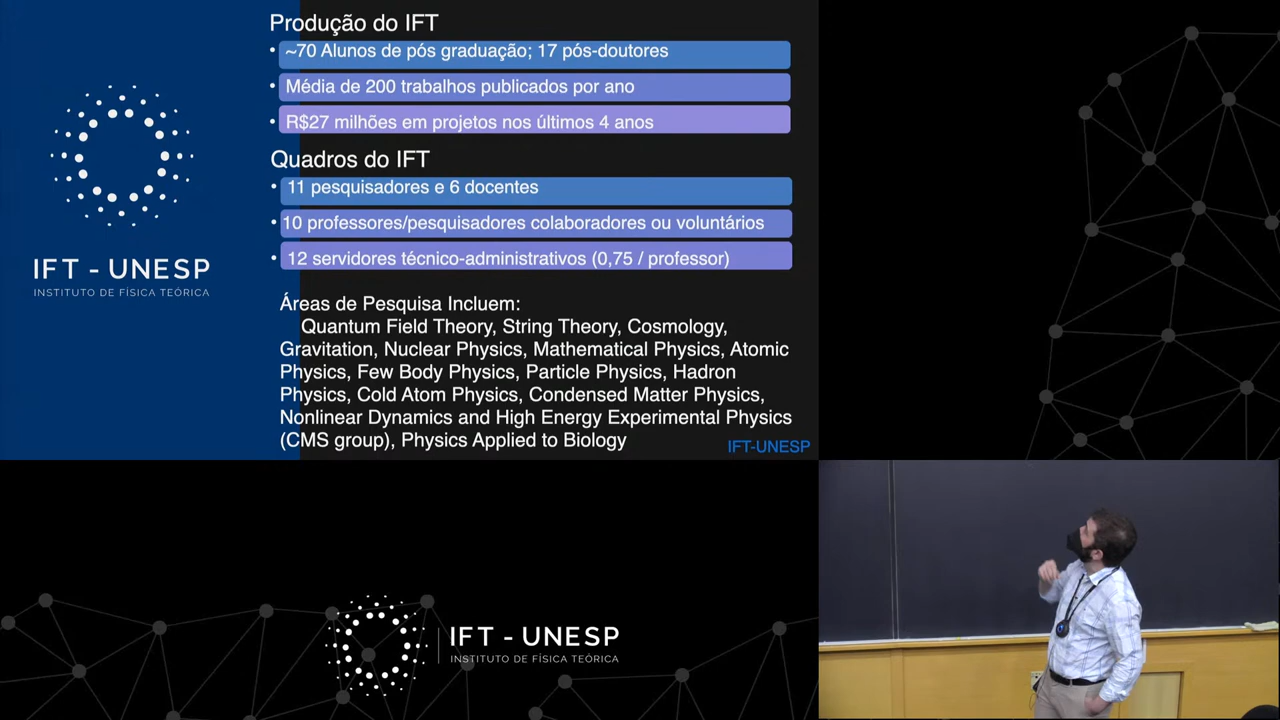 Produção do IFT
• ~70 Alunos de pós graduação; 17 pós-doutores
• Média de 200 trabalhos publicados por ano
• R$27 milhões em projetos nos últimos 4 anos
Quadros do IFT
• 11 pesquisadores e 6 docentes
• 10 professores/pesquisadores colaboradores ou voluntários
• 12 servidores técnico-administrativos (0,75 / professor)
IFT - UNESP
INSTITUTO DE FÍSICA TEÓRICA
Áreas de Pesquisa Incluem:
Quantum Field Theory, String Theory, Cosmology,
Gravitation, Nuclear Physics, Mathematical Physics, Atomic
Physics, Few Body Physics, Particle Physics, Hadron
Physics, Cold Atom Physics, Condensed Matter Physics,
Nonlinear Dynamics and High Energy Experimental Physics
(CMS group), Physics Applied to Biology
IFT-UNESP
IFT - UNESP
INSTITUTO DE FÍSICA TEÓRICA